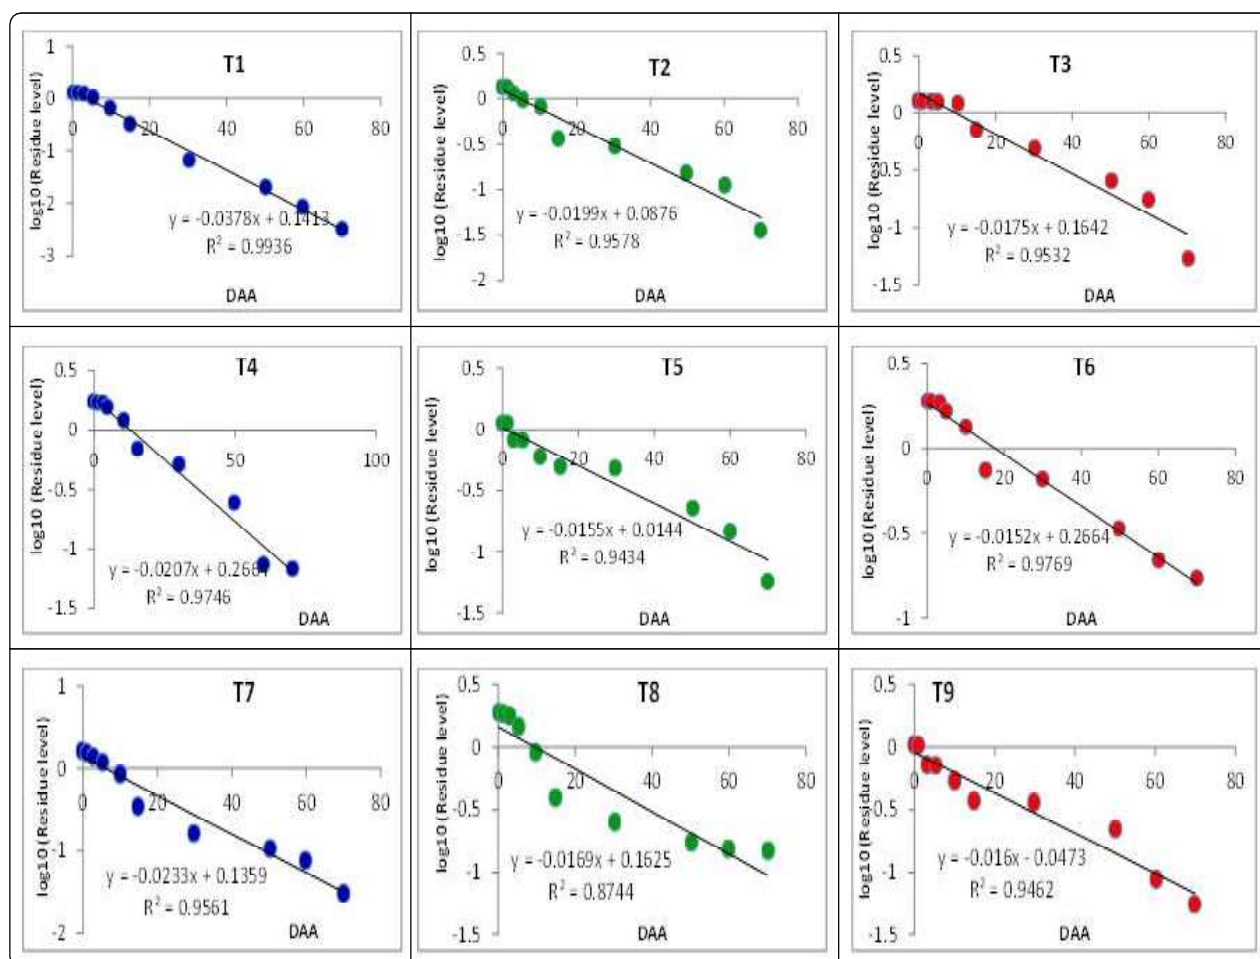 T1
log10 (Residue level)
1
0
-1
-2
-3
0
20
40
60
80
y = -0.0378x + 0.1413
R² = 0.9936
DAA
T2
log10 (Residue level)
0.5
0
-0.5
-1
-1.5
-2
0
20
40
60
80
y = -0.0199x + 0.0876
R² = 0.9578
DAA
T3
log10 (Residue level)
0.5
0
-0.5
-1
-1.5
0
20
40
60
80
y = -0.0175x + 0.1642
R² = 0.9532
DAA
T4
log10 (Residue level)
0.5
0
-0.5
-1
-1.5
0
50
100
y = -0.0207x + 0.2664
R² = 0.9746
DAA
T5
log10 (Residue level)
0.5
0
-0.5
-1
-1.5
0
20
40
60
80
y = -0.0155x + 0.0144
R² = 0.9434
DAA
T6
log10 (Residue level)
0.5
0
-0.5
-1
0
20
40
60
80
y = -0.0152x + 0.2664
R² = 0.9769
DAA
T7
log10 (Residue level)
1
0
-1
-2
0
20
40
60
80
y = -0.0233x + 0.1359
R² = 0.9561
DAA
T8
log10 (Residue level)
0.5
0
-0.5
-1
-1.5
0
20
40
60
80
y = -0.0169x + 0.1625
R² = 0.8744
DAA
T9
log10 (Residue level)
0.5
0
-0.5
-1
-1.5
0
20
40
60
80
y = -0.016x - 0.0473
R² = 0.9462
DAA